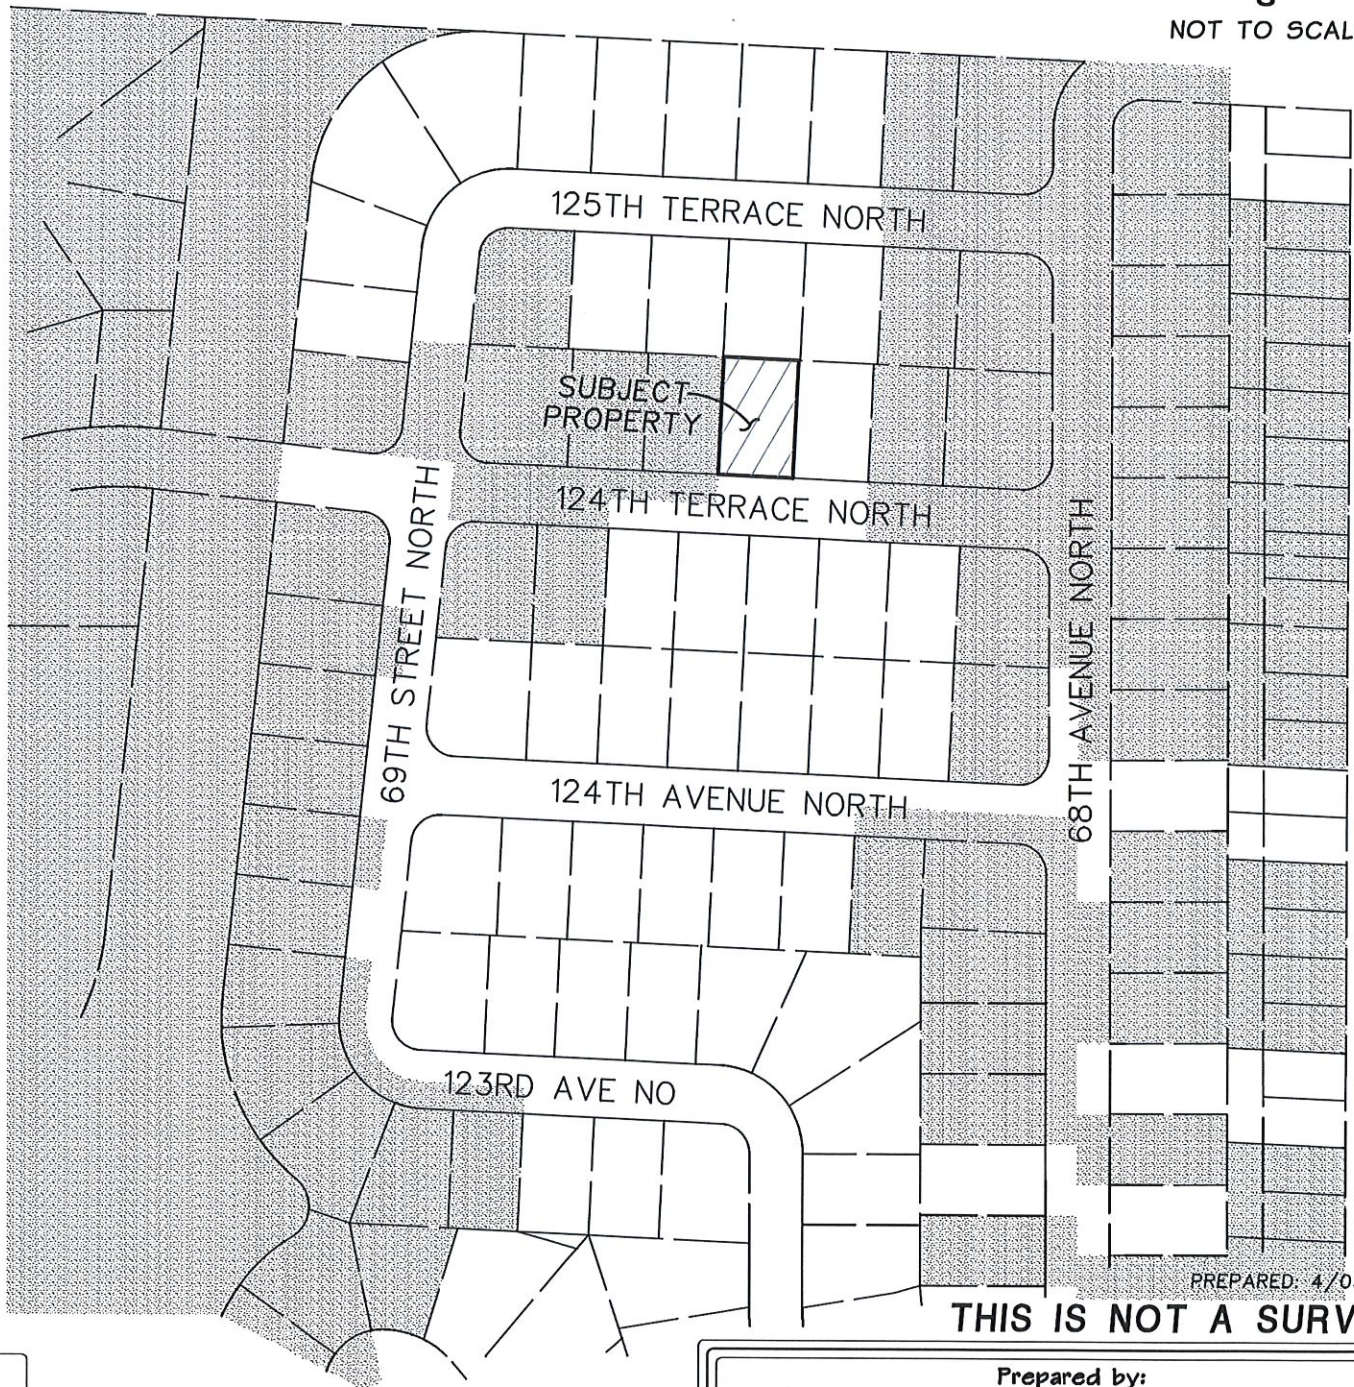 NOT TO SCAL
125TH TERRACE NORTH
SUBJECT
PROPERTY
124TH TERRACE NORTH
69TH STREET NORTH
68TH AVENUE NORTH
124TH AVENUE NORTH
123RD AVE NO
PREPARED: 4/0
THIS IS NOT A SURV
Prepared by: